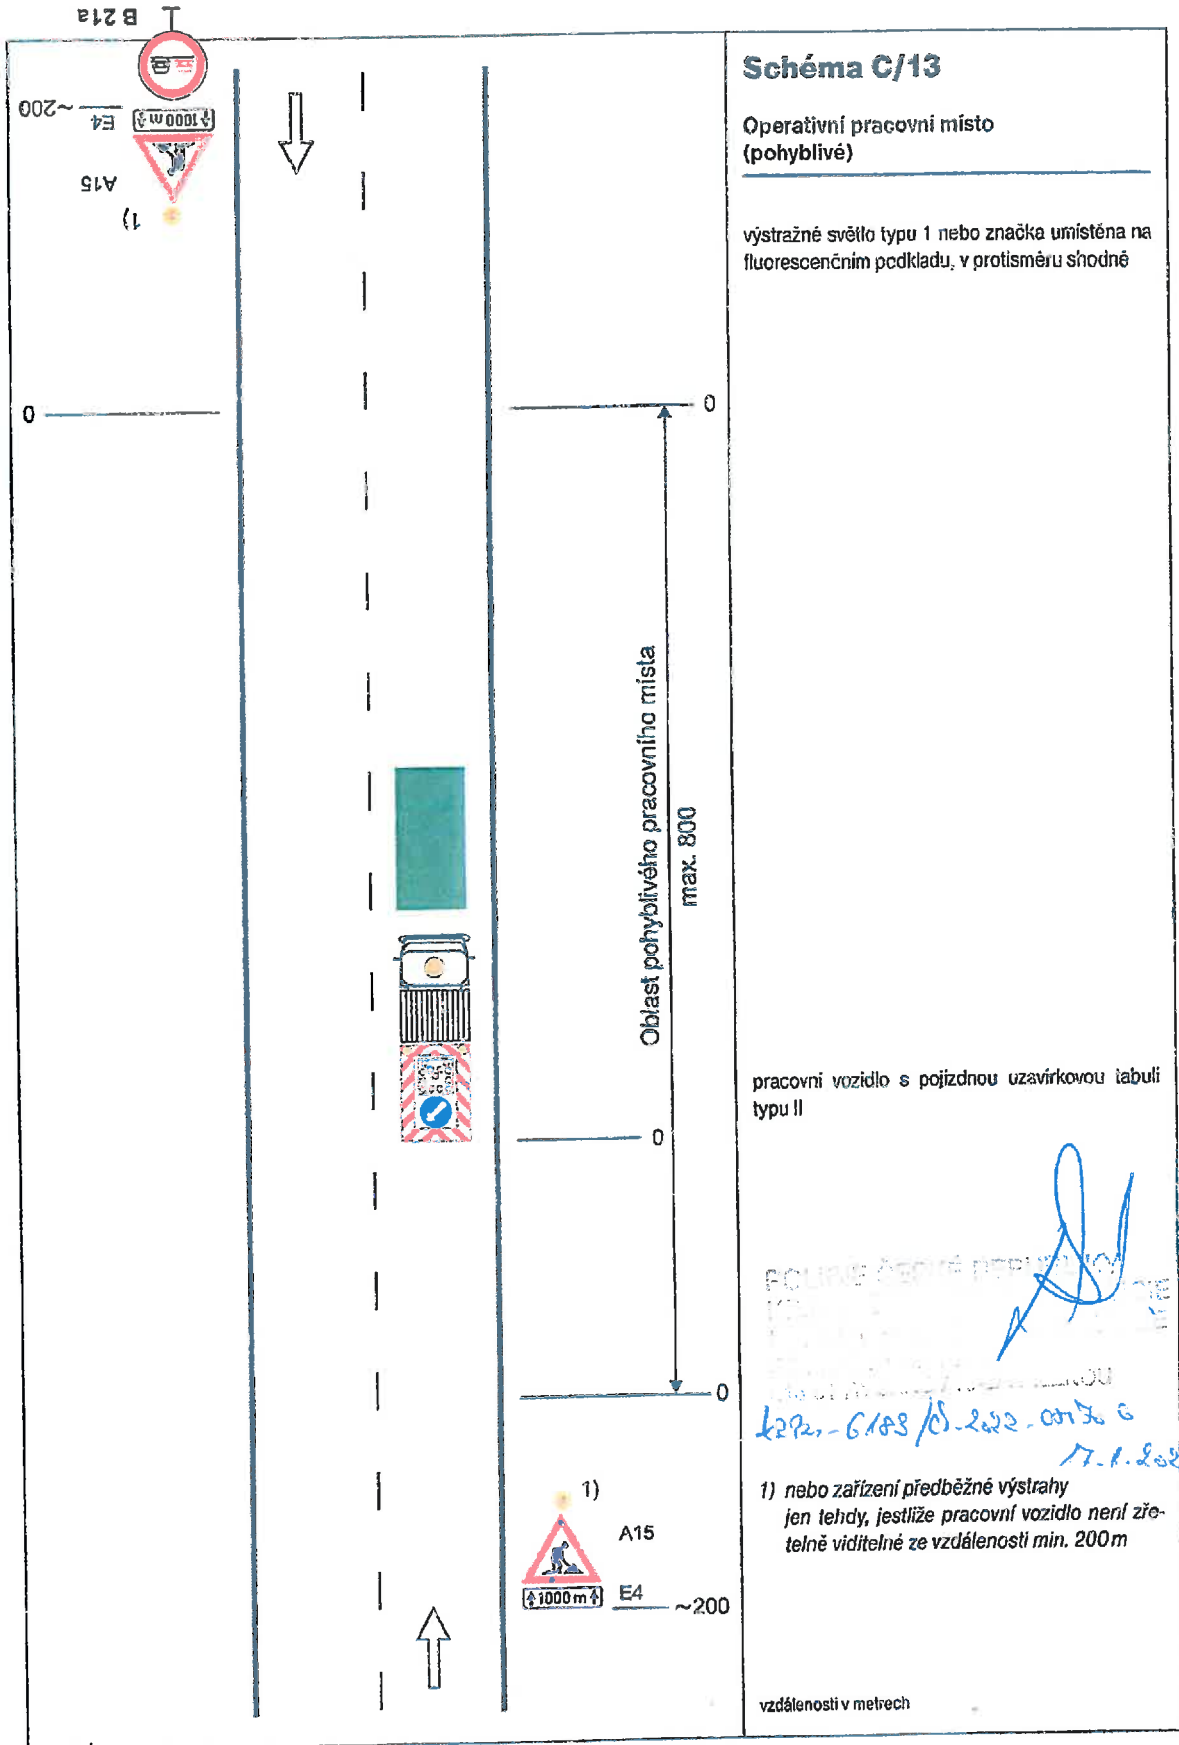 B 21a
~200
E4
↑1000 m↑
A15
1)
0
0
Oblast pohyblivého pracovního místa
max. 800
0
0
1)
A15
↑1000 m↑
E4
~200
Schéma C/13
Operativní pracovní místo
(pohyblivé)
výstražné světlo typu 1 nebo značka umístěna na
fluorescenčním podkladu, v protisměru shodně
pracovní vozidlo s pojízdnou uzavírkovou tabulí
typu II
POLICIE ČESKÉ REPUBLIKY
1) nebo zařízení předběžné výstrahy
jen tehdy, jestliže pracovní vozidlo není zře-
telně viditelné ze vzdálenosti min. 200 m
vzdálenosti v metrech